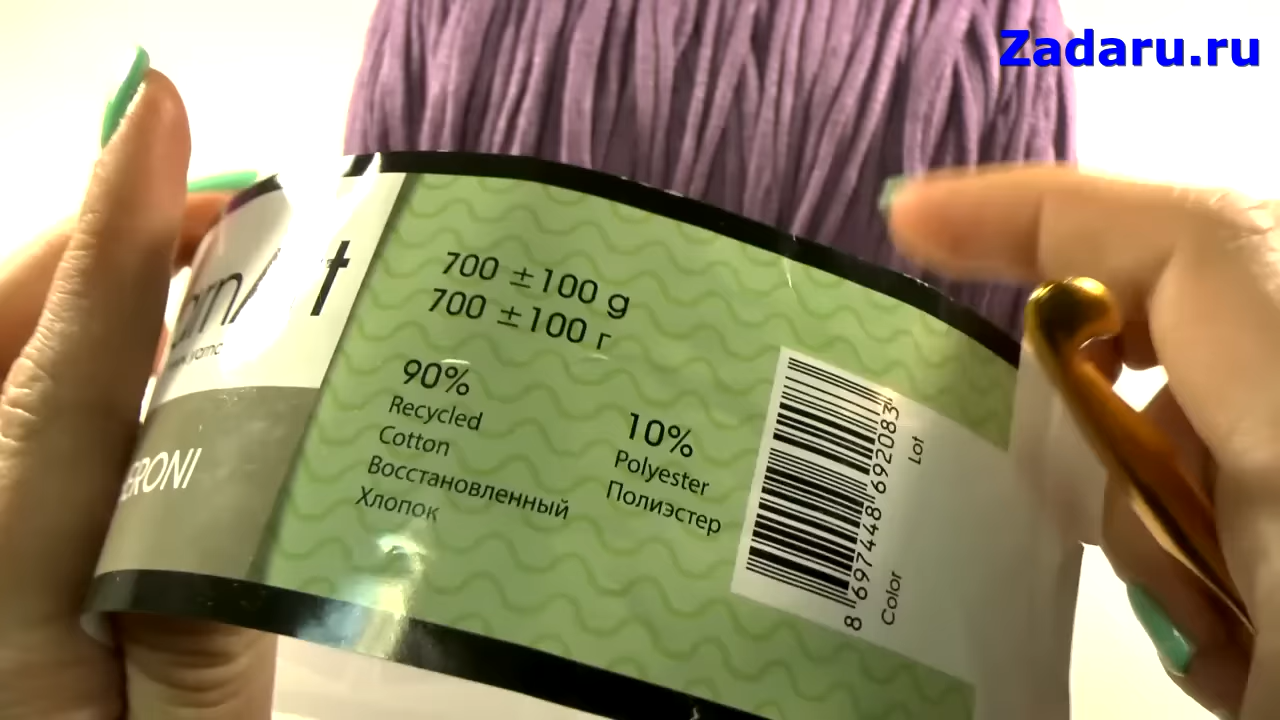 Zadaru.ru
700 ±100 g
700 ±100 г
90%
Recycled
Cotton
Восстановленный
Хлопок
10%
Polyester
Полиэстер
8 697448 692083
Lot
Color